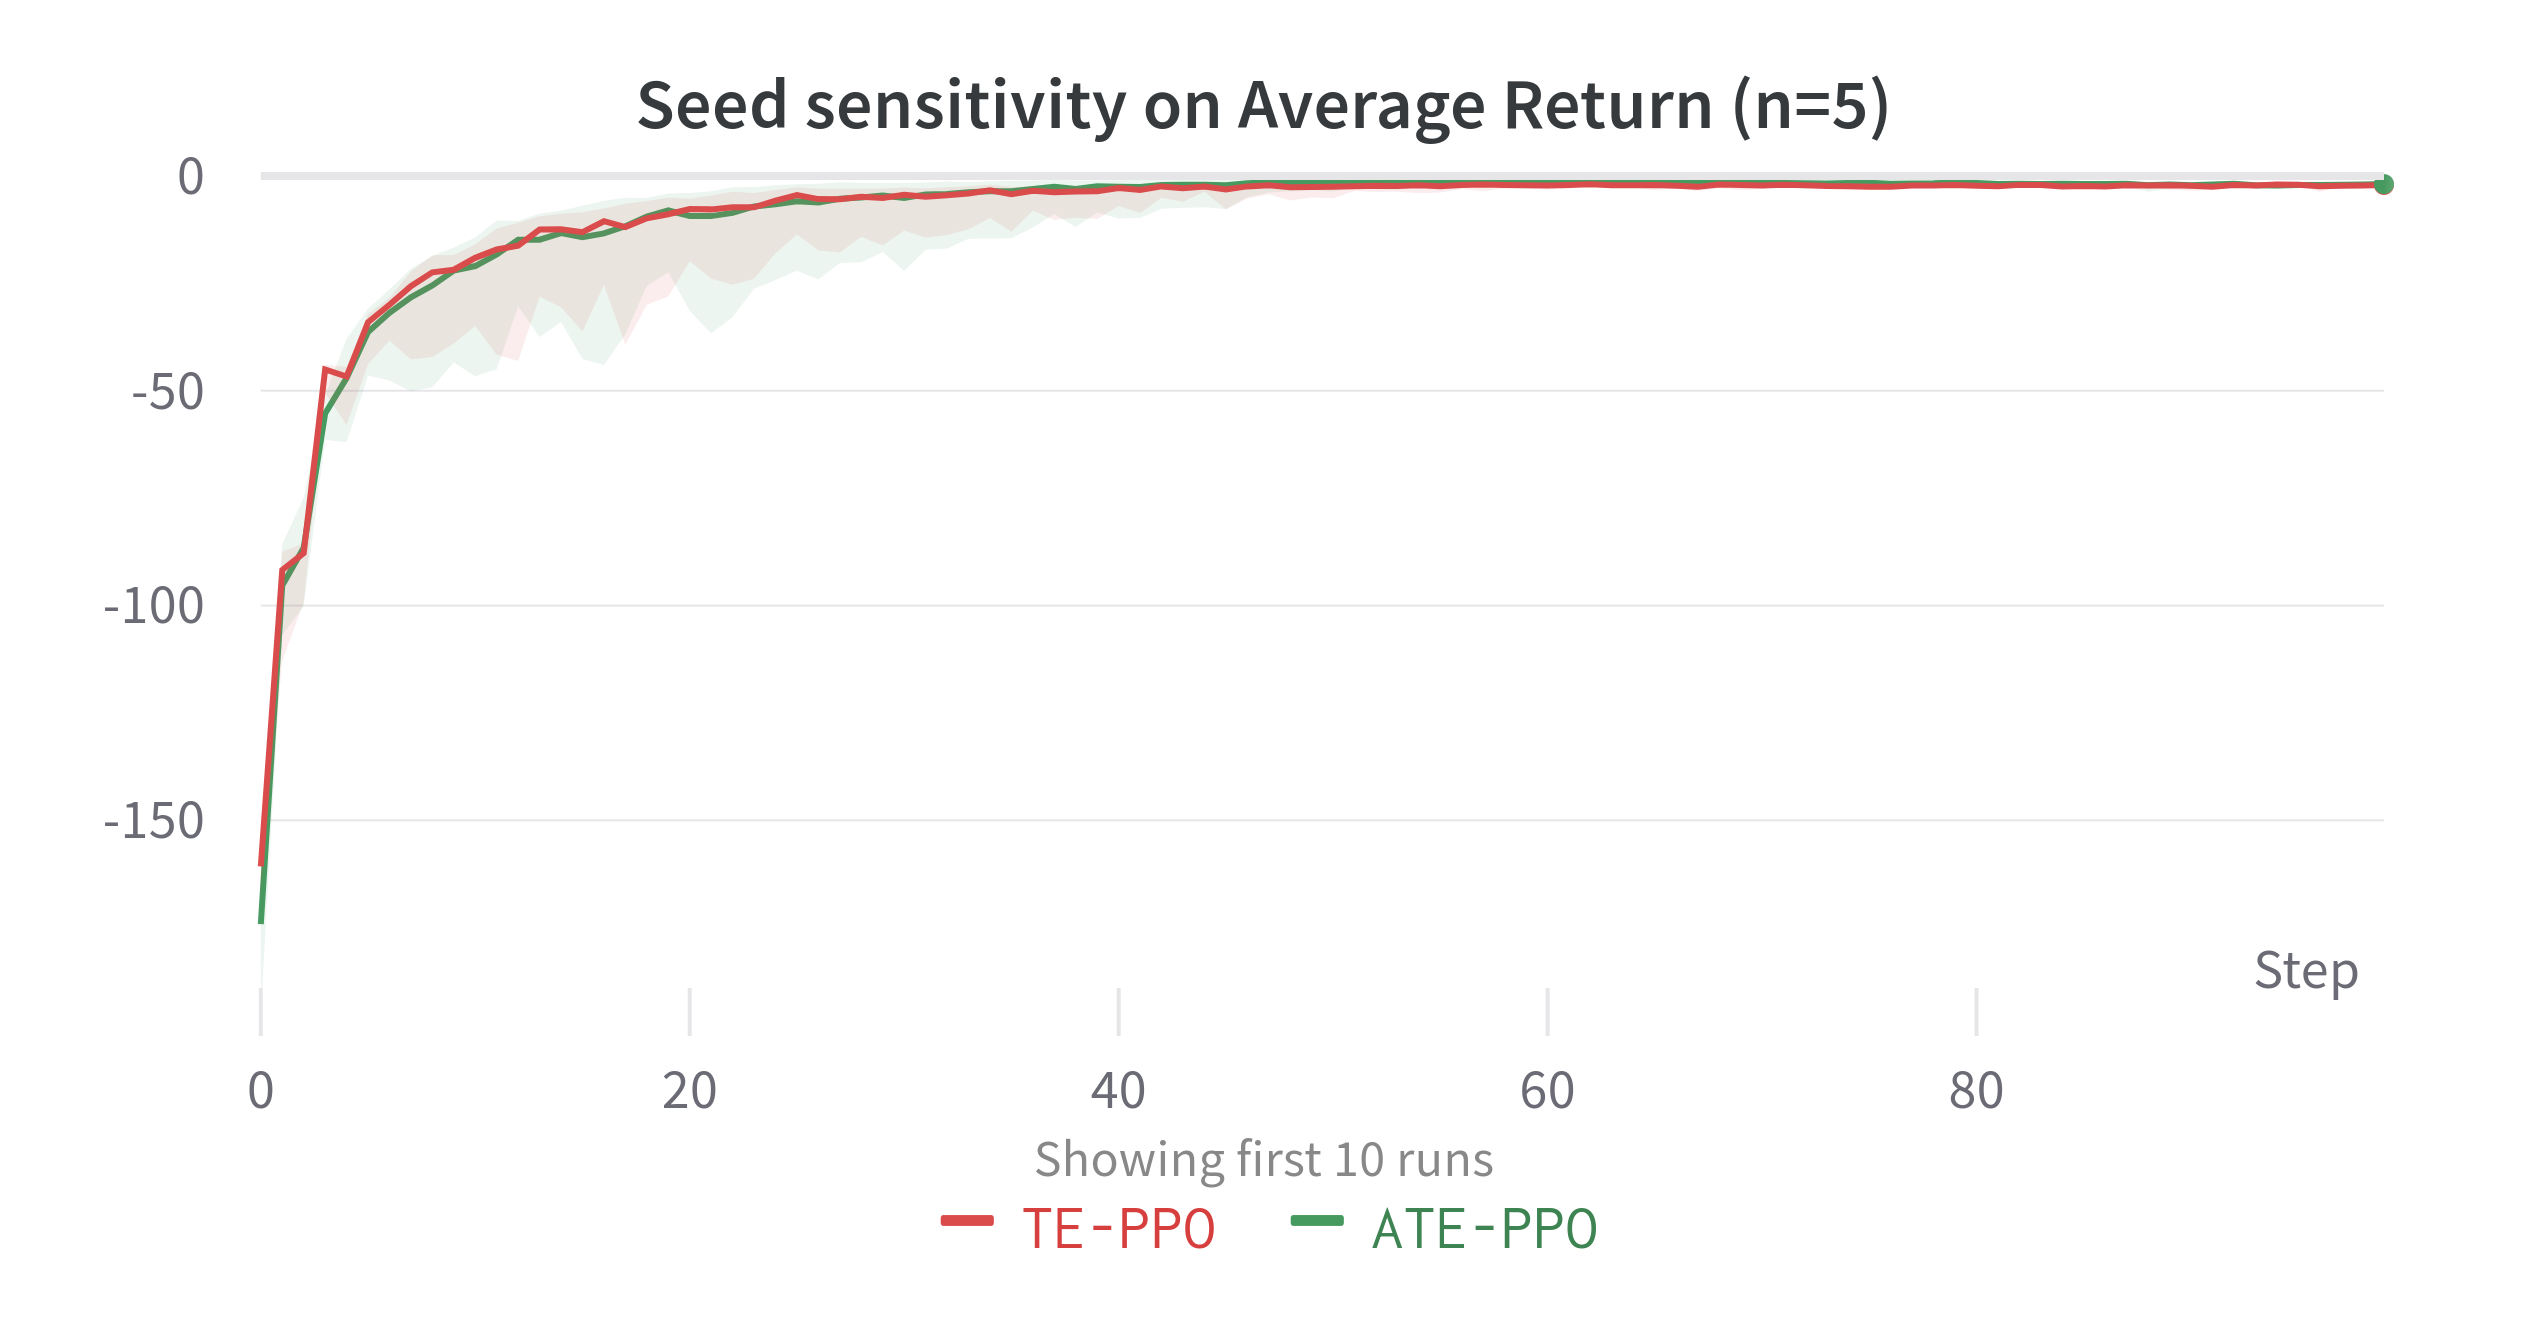 Seed sensitivity on Average Return (n=5)
0
-50
-100
-150
Step
0 20 40 60 80
Showing first 10 runs
TE-PPO ATE-PPO